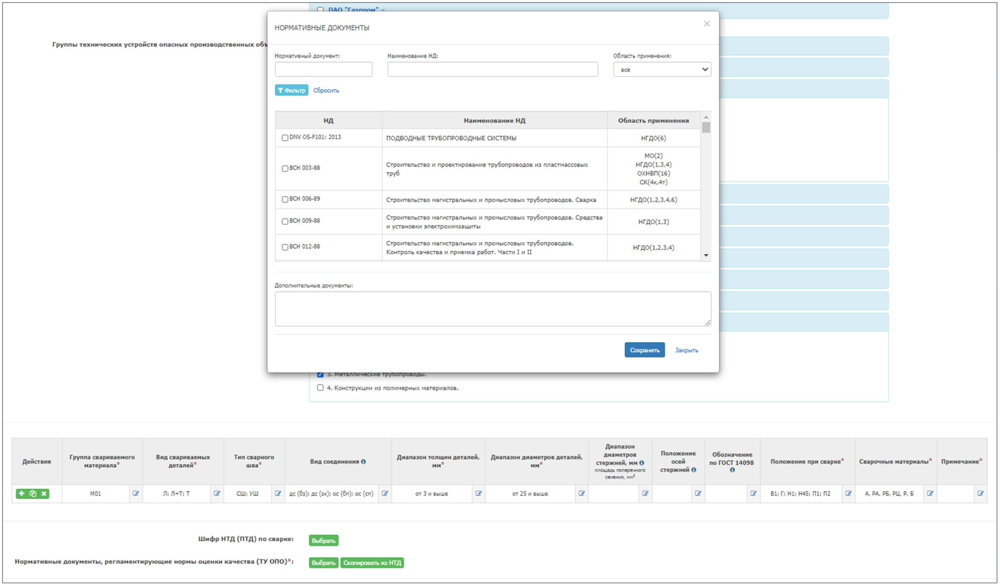 ПАО "Газпром"
НОРМАТИВНЫЕ ДОКУМЕНТЫ
×
Группы технических устройств опасных производственных объ
Нормативный документ:
Наименование НД:
Область применения:
все
Фильтр
Сбросить
НД
Наименование НД
Область применения
DNV OS-F101: 2013
ПОДВОДНЫЕ ТРУБОПРОВОДНЫЕ СИСТЕМЫ
НГДО(6)
ВСН 003-88
Строительство и проектирование трубопроводов из пластмассовых
труб
МО(2)
НГДО(1,3,4)
ОХНВП(16)
СК(4к,4т)
ВСН 006-89
Строительство магистральных и промысловых трубопроводов. Сварка
НГДО(1,2,3,4,6)
ВСН 009-88
Строительство магистральных и промысловых трубопроводов. Средства
и установки электрохимзащиты
НГДО(1,3)
ВСН 012-88
Строительство магистральных и промысловых трубопроводов.
Контроль качества и приемка работ. Части I и II
НГДО(1,2,3,4)
Дополнительные документы:
Сохранить
Закрыть
3. Металлические трубопроводы.
4. Конструкции из полимерных материалов.
Действия
Группа свариваемого
материала*
Вид свариваемых
деталей*
Тип сварного
шва*
Вид соединения
Диапазон толщин деталей,
мм*
Диапазон диаметров деталей,
мм*
Диапазон
диаметров
стержней, мм
площадь поперечного
сечения, мм²
Положение
осей
стержней
Обозначение
по ГОСТ 14098
Положение при сварке*
Сварочные материалы*
Примечание*
М01
Л; Л+Т; Т
СШ; УШ
дс (бз); дс (зк); ос (бп); ос (сп)
от 3 и выше
от 25 и выше
В1; Г; Н1; Н45; П1; П2
А, РА, РБ, РЦ, Р, Б
Шифр НТД (ПТД) по сварке:
Выбрать
Нормативные документы, регламентирующие нормы оценки качества (ТУ ОПО)*:
Выбрать
Скопировать из НТД